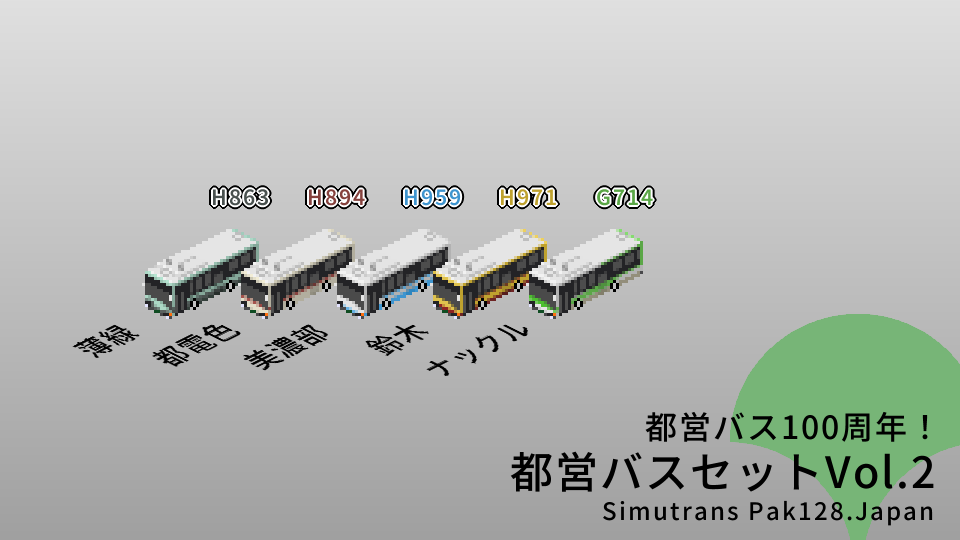 H863 H894 H959 H971 G714
薄緑 都電色 美濃部 鈴木 ナックル
都営バス100周年！
都営バスセットVol.2
Simutrans Pak128.Japan